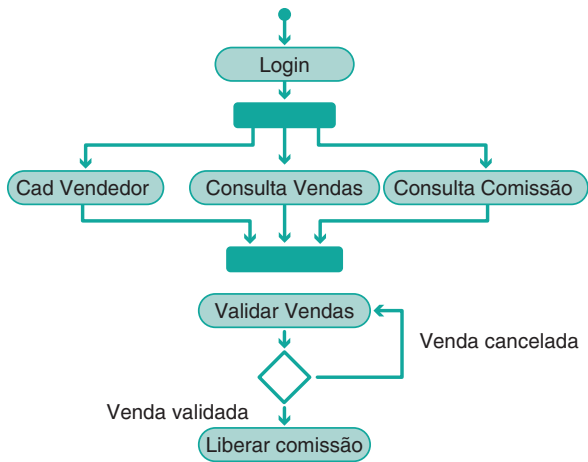 Login
Cad Vendedor
Consulta Vendas
Consulta Comissão
Validar Vendas
Venda cancelada
Venda validada
Liberar comissão